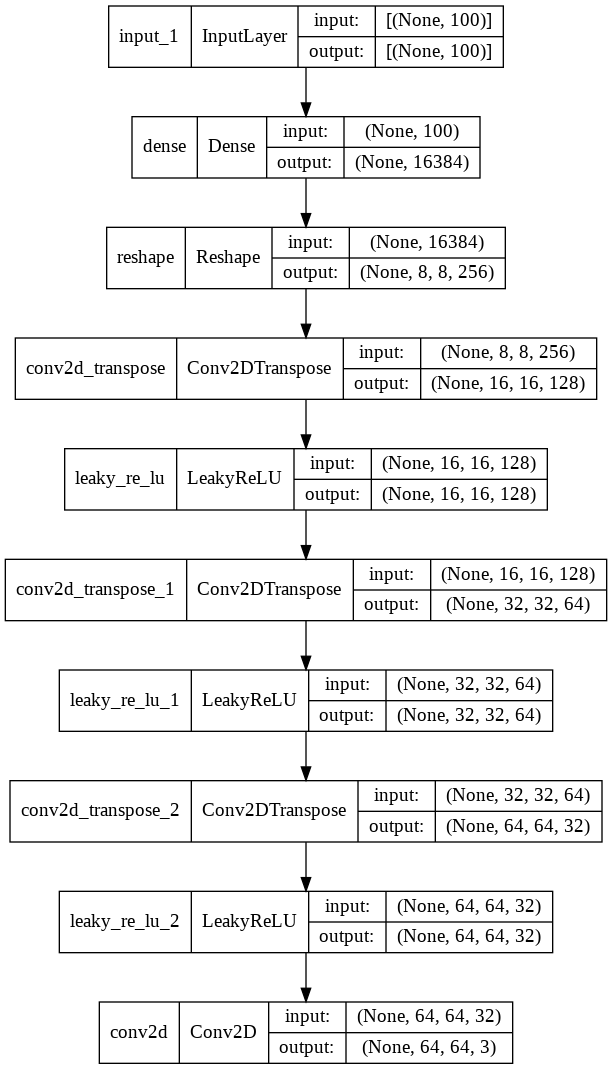 input_1 InputLayer input: [(None, 100)]
output: [(None, 100)]
dense Dense input: (None, 100)
output: (None, 16384)
reshape Reshape input: (None, 16384)
output: (None, 8, 8, 256)
conv2d_transpose Conv2DTranspose input: (None, 8, 8, 256)
output: (None, 16, 16, 128)
leaky_re_lu LeakyReLU input: (None, 16, 16, 128)
output: (None, 16, 16, 128)
conv2d_transpose_1 Conv2DTranspose input: (None, 16, 16, 128)
output: (None, 32, 32, 64)
leaky_re_lu_1 LeakyReLU input: (None, 32, 32, 64)
output: (None, 32, 32, 64)
conv2d_transpose_2 Conv2DTranspose input: (None, 32, 32, 64)
output: (None, 64, 64, 32)
leaky_re_lu_2 LeakyReLU input: (None, 64, 64, 32)
output: (None, 64, 64, 32)
conv2d Conv2D input: (None, 64, 64, 32)
output: (None, 64, 64, 3)